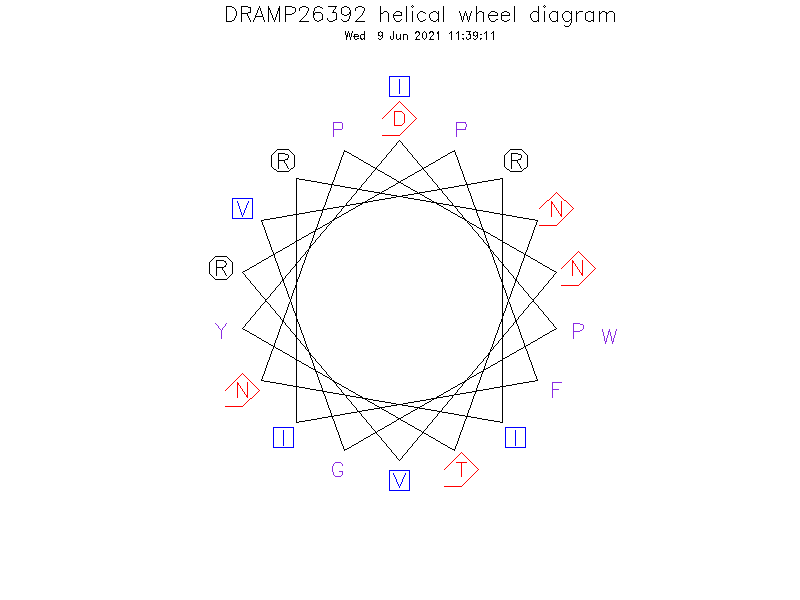 DRAMP26392 helical wheel diagram
Wed 9 Jun 2021 11:39:11
I
D
P P
R R
V N
R N
Y P W
N F
I I
G T
V